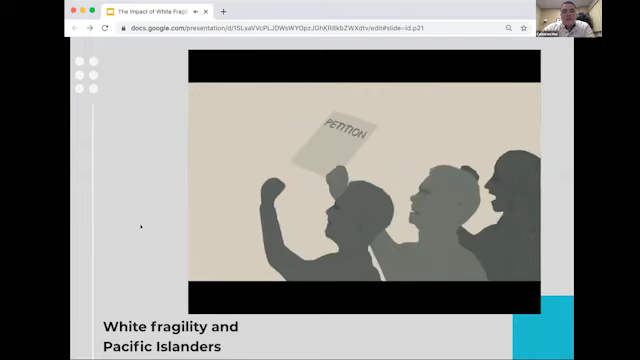 The Impact of White Fragili
docs.google.com/presentation/d/1SLxaVVcPLJDWsWYOpzJGhKR8kbZWXdtv/edit#slide=id.p21
PETITION
White fragility and
Pacific Islanders